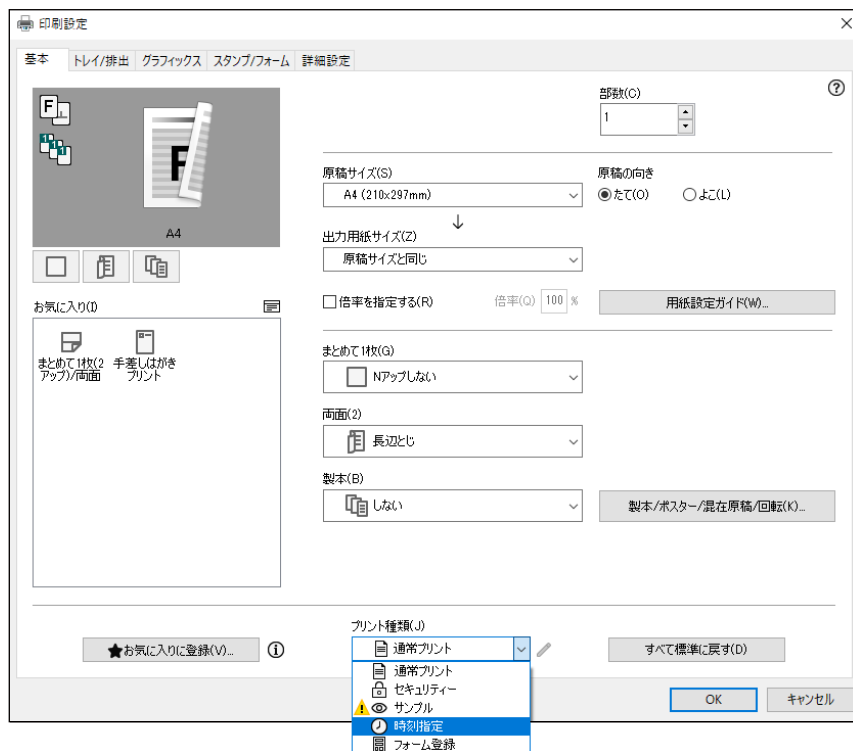 印刷設定
基本 トレイ/排出 グラフィックス スタンプ/フォーム 詳細設定
A4
部数(C)
1
原稿サイズ(S)
A4 (210x297mm)
原稿の向き
たて(O) よこ(L)
出力用紙サイズ(Z)
原稿サイズと同じ
倍率を指定する(R) 倍率(Q) 100 %
用紙設定ガイド(W)...
お気に入り(I)
まとめて1枚(2
アップ)/両面
手差しはがき
プリント
まとめて1枚(G)
Nアップしない
両面(2)
長辺とじ
製本(B)
しない
製本/ポスター/混在原稿/回転(K)...
プリント種類(J)
★お気に入りに登録(V)...
通常プリント
すべて標準に戻す(D)
通常プリント
セキュリティー
サンプル
時刻指定
フォーム登録
OK キャンセル